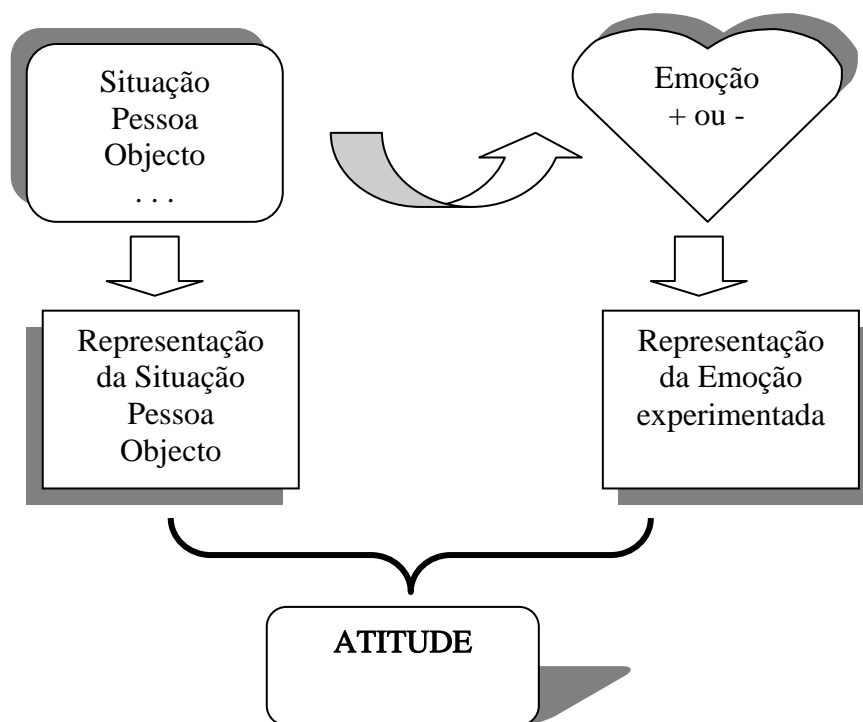 Situação
Pessoa
Objecto
. . .
Emoção
+ ou -
Representação
da Situação
Pessoa
Objecto
Representação
da Emoção
experimentada
ATITUDE